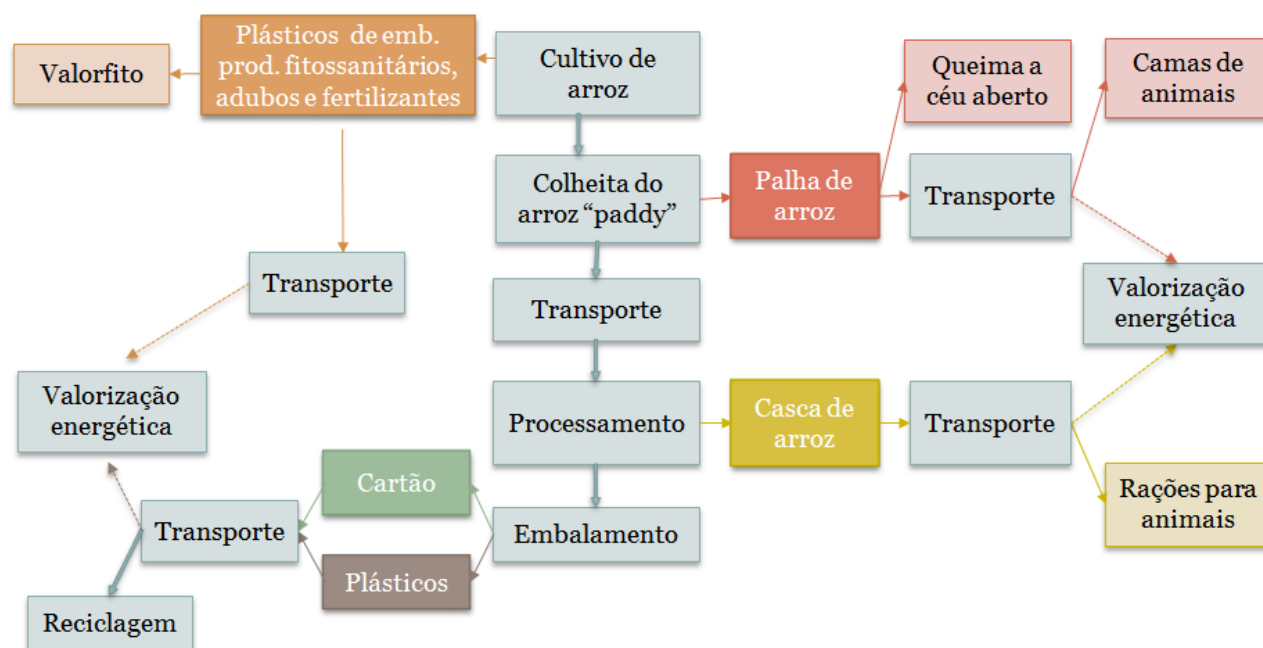 Valorfito
Plásticos de emb.
prod. fitossanitários,
adubos e fertilizantes
Cultivo de
arroz
Queima a
céu aberto
Camas de
animais
Colheita do
arroz “paddy”
Palha de
arroz
Transporte
Transporte
Transporte
Valorização
energética
Valorização
energética
Processamento
Casca de
arroz
Transporte
Cartão
Transporte
Embalamento
Rações para
animais
Plásticos
Reciclagem